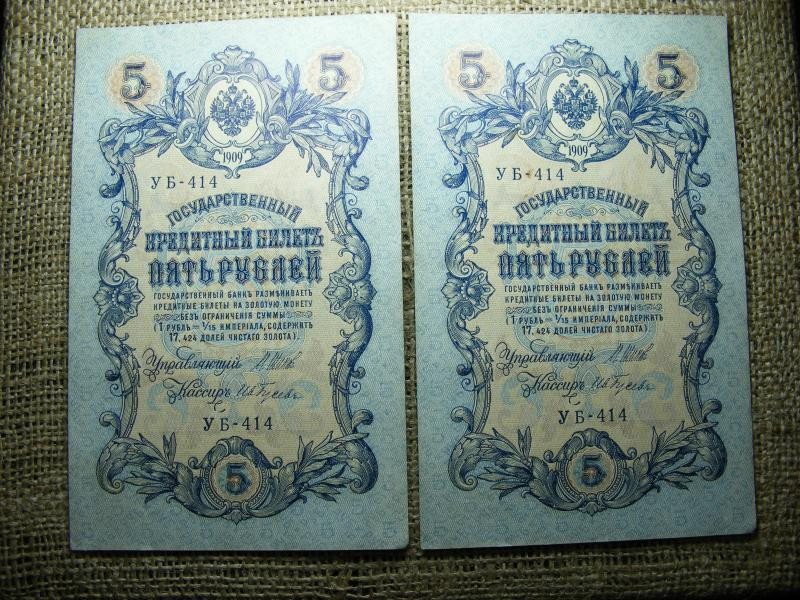 5 5
1909
УБ-414
ГОСУДАРСТВЕННЫЙ
КРЕДИТНЫЙ БИЛЕТЪ
ПЯТЬ РУБЛЕЙ
ГОСУДАРСТВЕННЫЙ БАНКЪ РАЗМѢНИВАЕТЪ
КРЕДИТНЫЕ БИЛЕТЫ НА ЗОЛОТУЮ МОНЕТУ
БЕЗЪ ОГРАНИЧЕНІЯ СУММЫ
(1 РУБЛЬ = 1/15 ИМПЕРІАЛА, СОДЕРЖИТЪ
17,424 ДОЛЕЙ ЧИСТАГО ЗОЛОТА)
Управляющій
Кассиръ
УБ-414
5
5 5
1909
УБ-414
ГОСУДАРСТВЕННЫЙ
КРЕДИТНЫЙ БИЛЕТЪ
ПЯТЬ РУБЛЕЙ
ГОСУДАРСТВЕННЫЙ БАНКЪ РАЗМѢНИВАЕТЪ
КРЕДИТНЫЕ БИЛЕТЫ НА ЗОЛОТУЮ МОНЕТУ
БЕЗЪ ОГРАНИЧЕНІЯ СУММЫ
(1 РУБЛЬ = 1/15 ИМПЕРІАЛА, СОДЕРЖИТЪ
17,424 ДОЛЕЙ ЧИСТАГО ЗОЛОТА)
Управляющій
Кассиръ
УБ-414
5